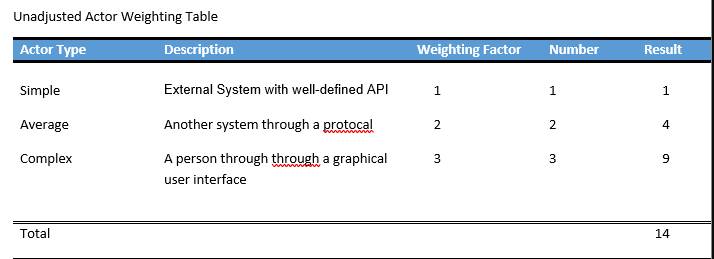 Unadjusted Actor Weighting Table
Actor Type Description Weighting Factor Number Result
Simple External System with well-defined API 1 1 1
Average Another system through a protocal 2 2 4
Complex A person through through a graphical 3 3 9
user interface
Total 14